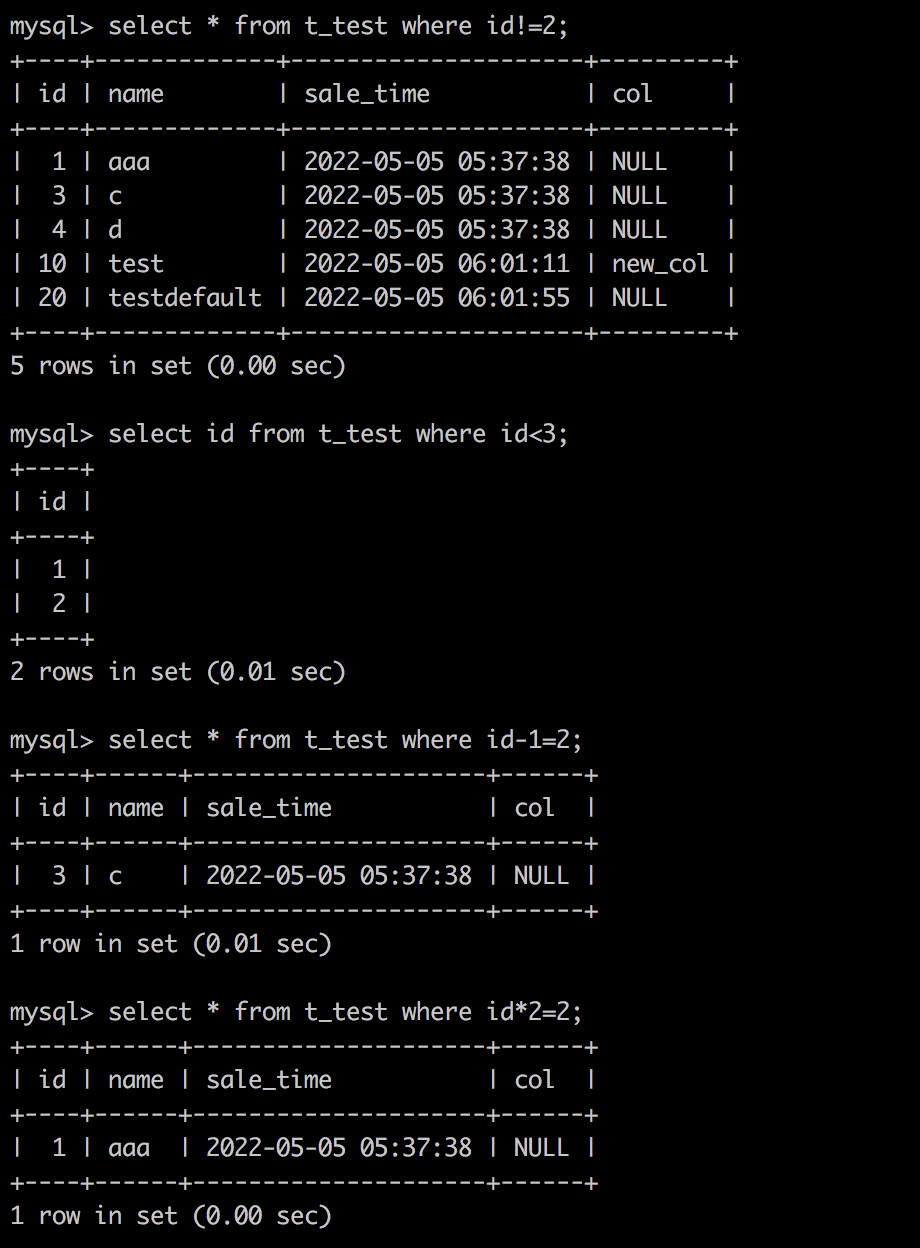 mysql> select * from t_test where id!=2;
+----+-------------+---------------------+---------+
| id | name        | sale_time           | col     |
+----+-------------+---------------------+---------+
|  1 | aaa         | 2022-05-05 05:37:38 | NULL    |
|  3 | c           | 2022-05-05 05:37:38 | NULL    |
|  4 | d           | 2022-05-05 05:37:38 | NULL    |
| 10 | test        | 2022-05-05 06:01:11 | new_col |
| 20 | testdefault | 2022-05-05 06:01:55 | NULL    |
+----+-------------+---------------------+---------+
5 rows in set (0.00 sec)

mysql> select id from t_test where id<3;
+----+
| id |
+----+
|  1 |
|  2 |
+----+
2 rows in set (0.01 sec)

mysql> select * from t_test where id-1=2;
+----+------+---------------------+------+
| id | name | sale_time           | col  |
+----+------+---------------------+------+
|  3 | c    | 2022-05-05 05:37:38 | NULL |
+----+------+---------------------+------+
1 row in set (0.01 sec)

mysql> select * from t_test where id*2=2;
+----+------+---------------------+------+
| id | name | sale_time           | col  |
+----+------+---------------------+------+
|  1 | aaa  | 2022-05-05 05:37:38 | NULL |
+----+------+---------------------+------+
1 row in set (0.00 sec)